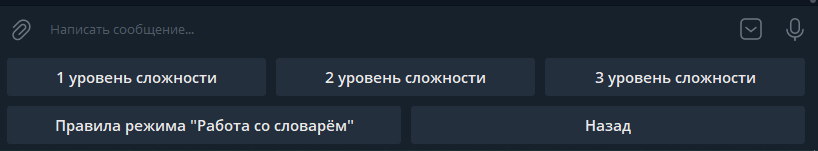 Написать сообщение...
1 уровень сложности 2 уровень сложности 3 уровень сложности
Правила режима "Работа со словарём" Назад